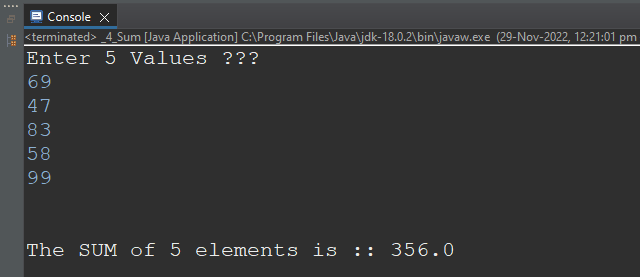 Console
<terminated> _4_Sum [Java Application] C:\Program Files\Java\jdk-18.0.2\bin\javaw.exe (29-Nov-2022, 12:21:01 pm
Enter 5 Values ???
69
47
83
58
99
The SUM of 5 elements is :: 356.0